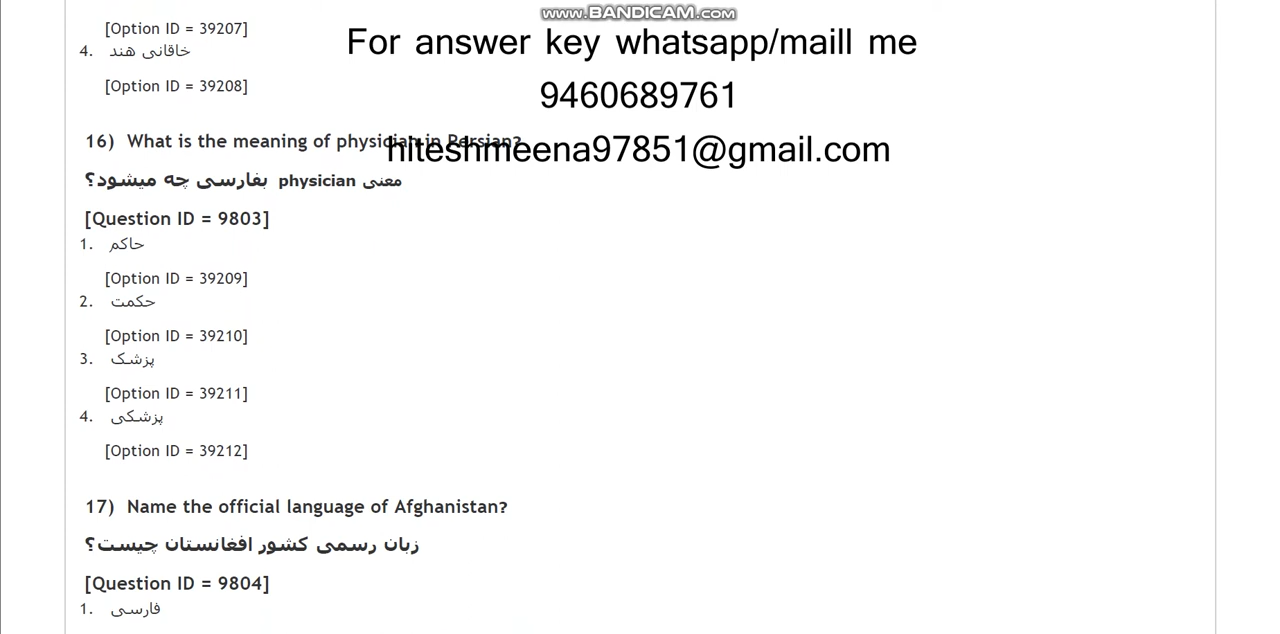 www.BANDICAM.com
[Option ID = 39207]
4. خاقانی هند
For answer key whatsapp/maill me
[Option ID = 39208]
9460689761
16) What is the meaning of physician in Persian?
hiteshmeena97851@gmail.com
معنی physician بفارسی چه میشود؟
[Question ID = 9803]
1. حاکم
[Option ID = 39209]
2. حکمت
[Option ID = 39210]
3. پزشک
[Option ID = 39211]
4. پزشکی
[Option ID = 39212]
17) Name the official language of Afghanistan?
زبان رسمی کشور افغانستان چیست؟
[Question ID = 9804]
1. فارسی